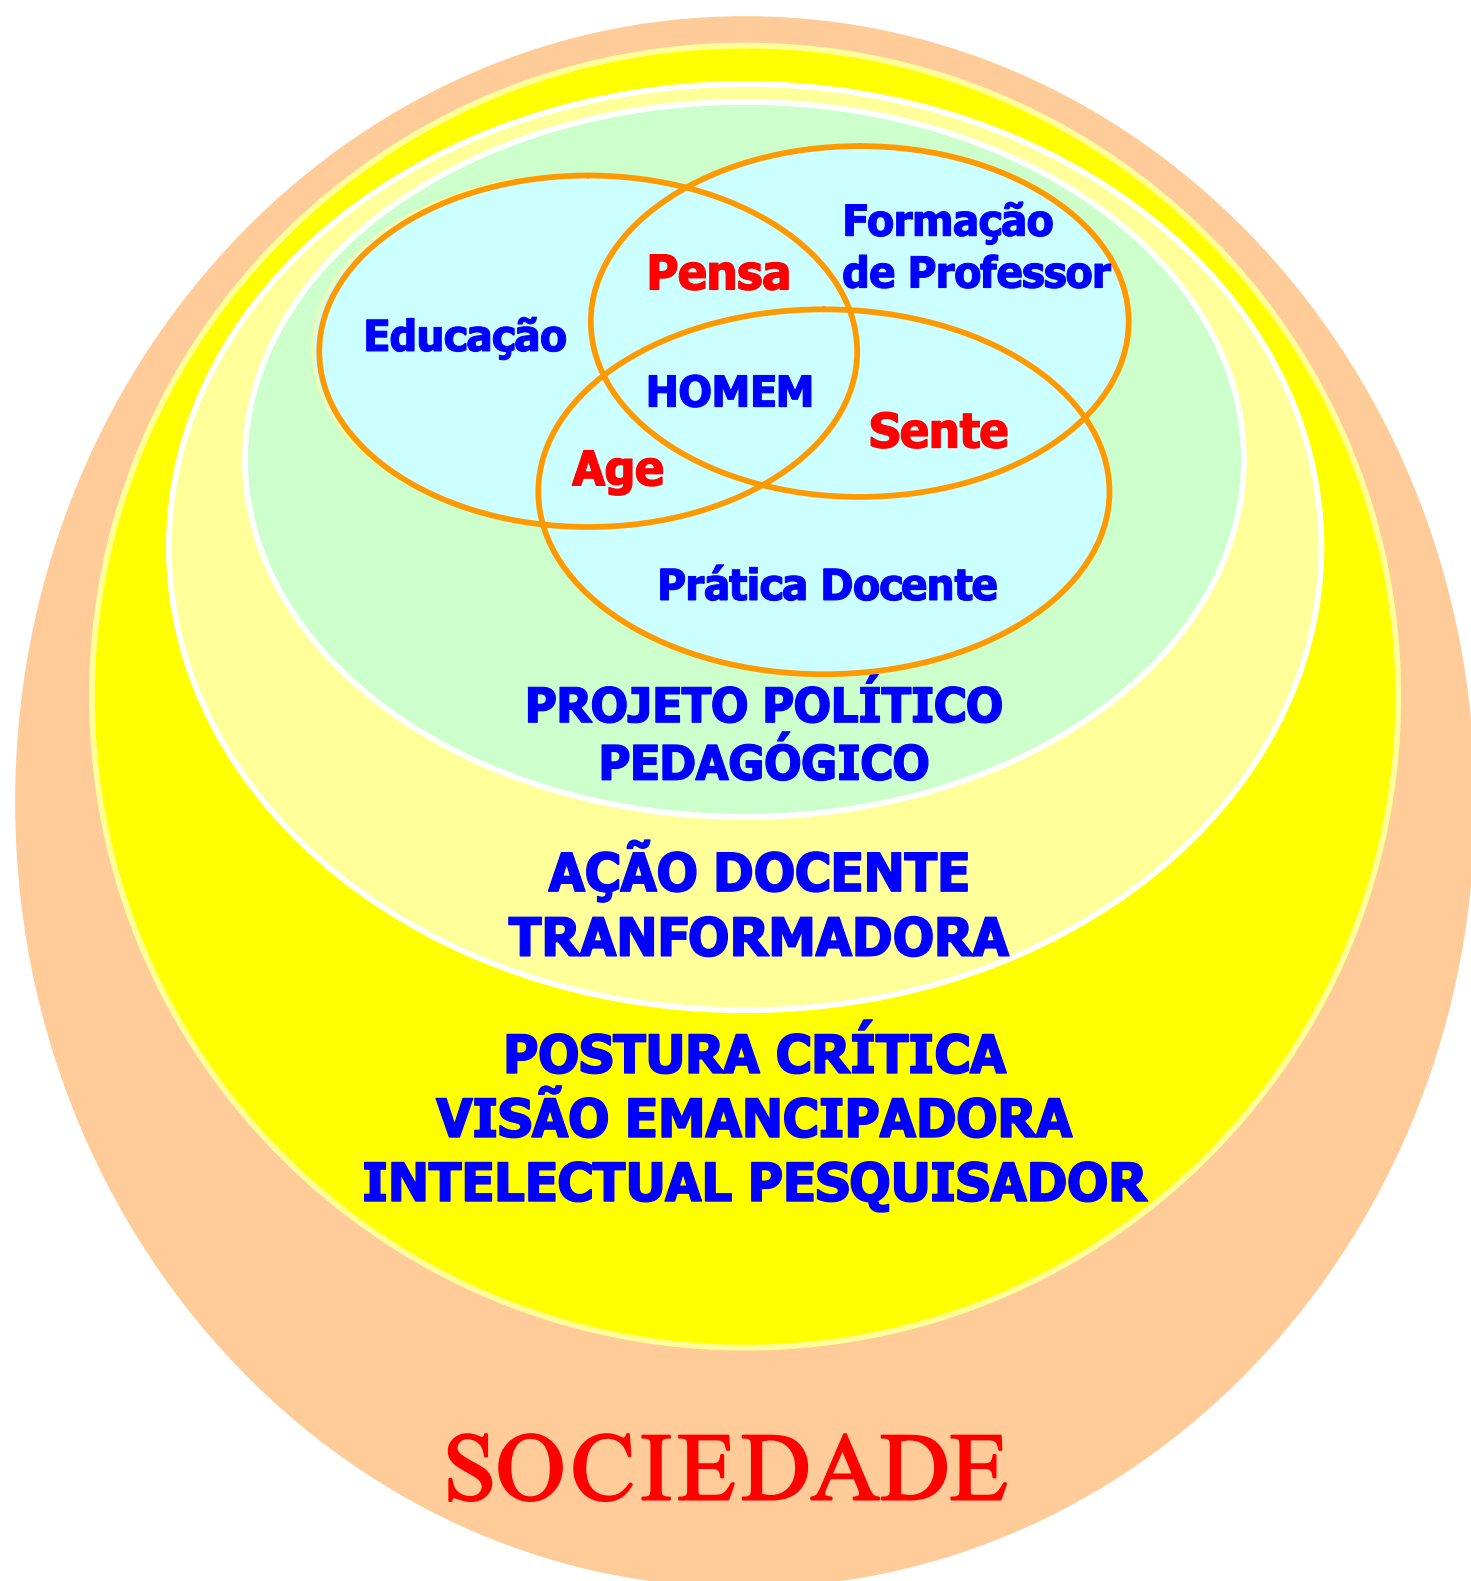 Formação
de Professor
Pensa
Educação
HOMEM
Sente
Age
Prática Docente
PROJETO POLÍTICO
PEDAGÓGICO
AÇÃO DOCENTE
TRANFORMADORA
POSTURA CRÍTICA
VISÃO EMANCIPADORA
INTELECTUAL PESQUISADOR
SOCIEDADE